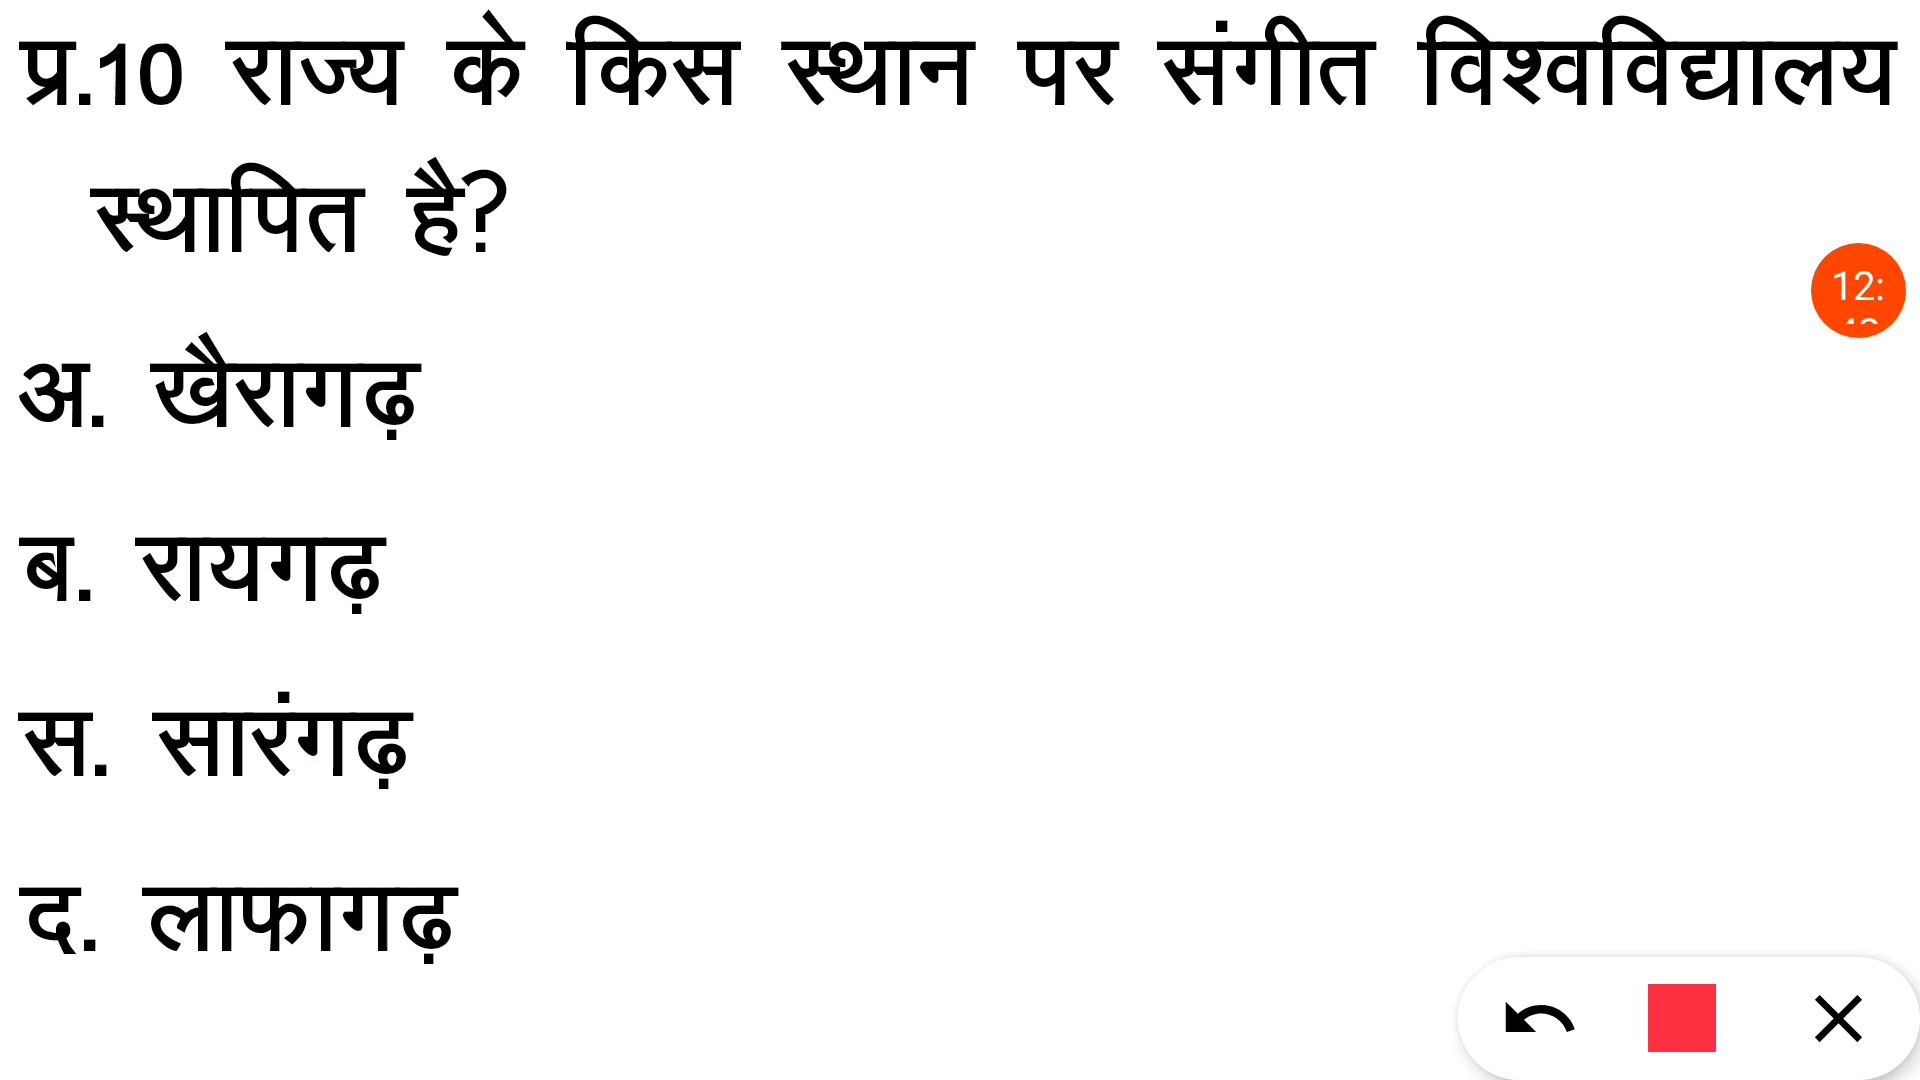 प्र.10 राज्य के किस स्थान पर संगीत विश्वविद्यालय
स्थापित है?
12:
अ. खैरागढ़
ब. रायगढ़
स. सारंगढ़
द. लाफागढ़